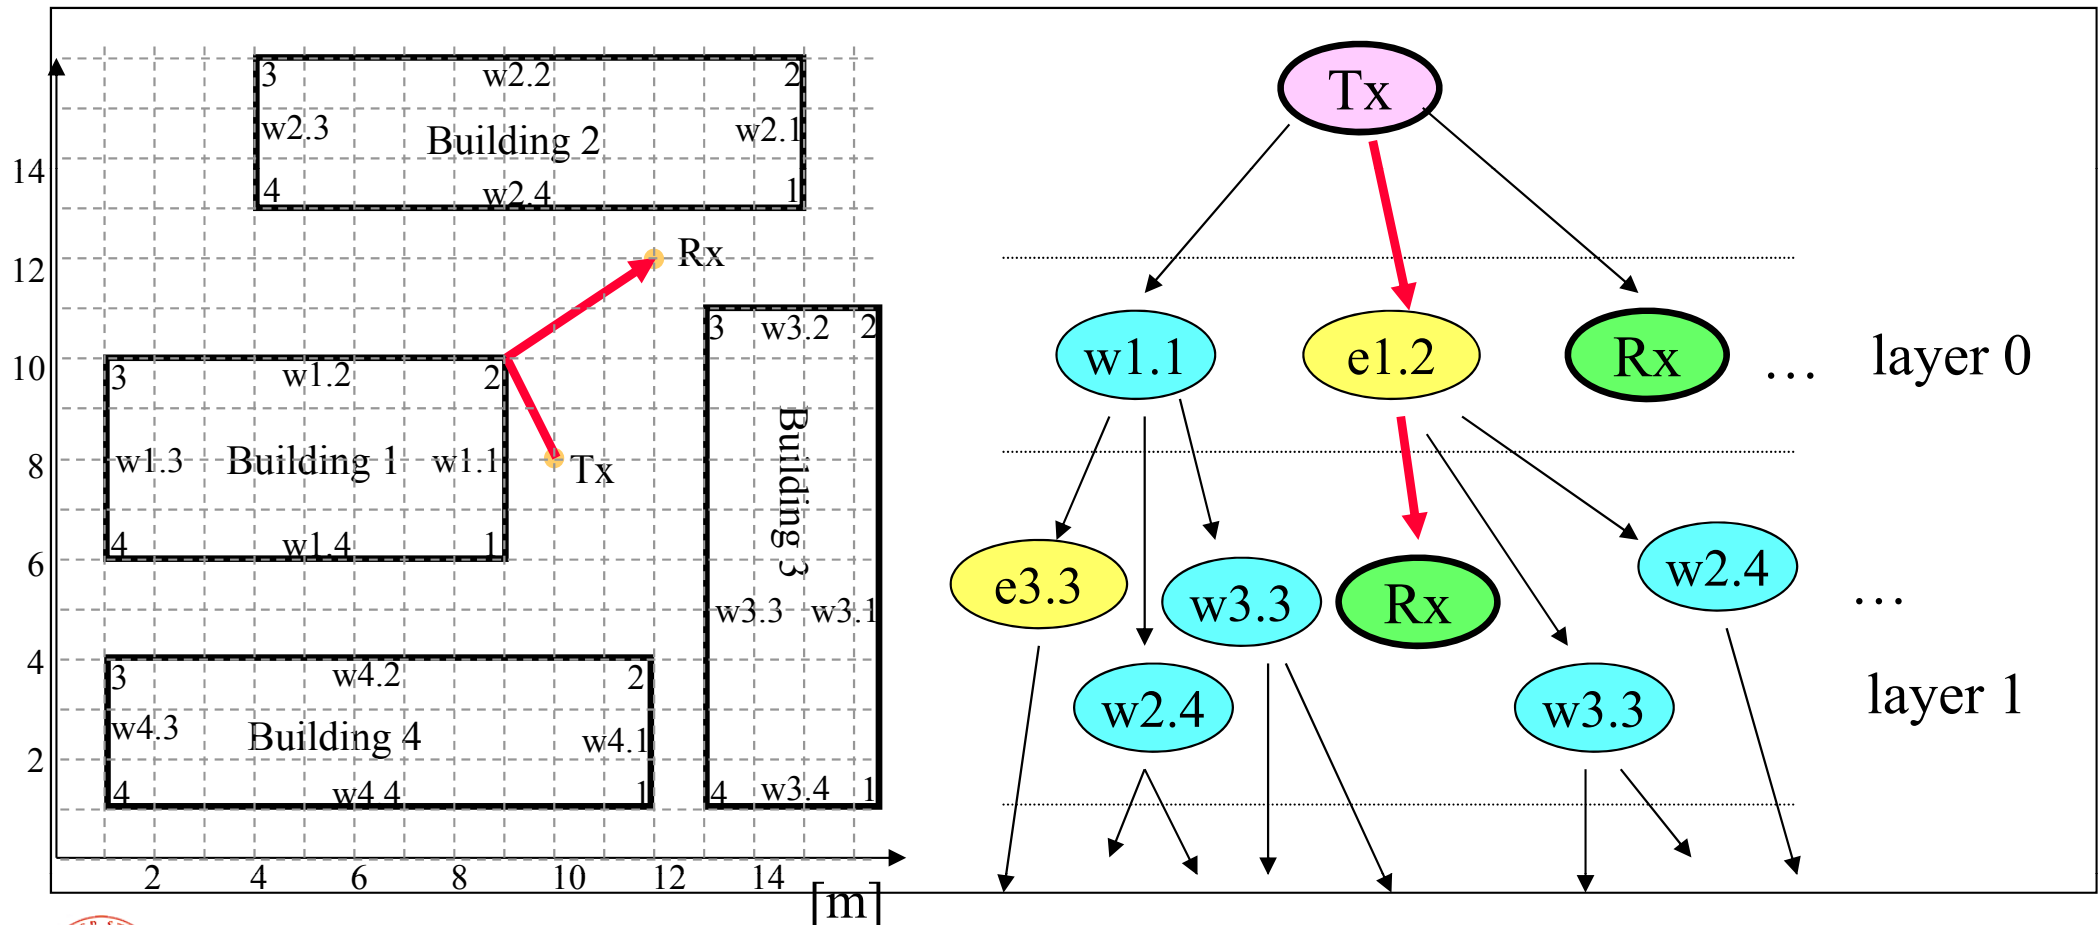 3 w2.2 2
w2.3 Building 2 w2.1
4 w2.4 1
Rx
3 w1.2 2
w1.3 Building 1 w1.1
4 w1.4 1
Tx
3 w3.2 2
Building 3
w3.3 w3.1
4 w3.4 1
3 w4.2 2
w4.3 Building 4 w4.1
4 w4 4 1
14
12
10
8
6
4
2
2 4 6 8 10 12 14
[m]
Tx
w1.1 e1.2 Rx ... layer 0
e3.3 w3.3 Rx w2.4 ...
w2.4 w3.3 layer 1